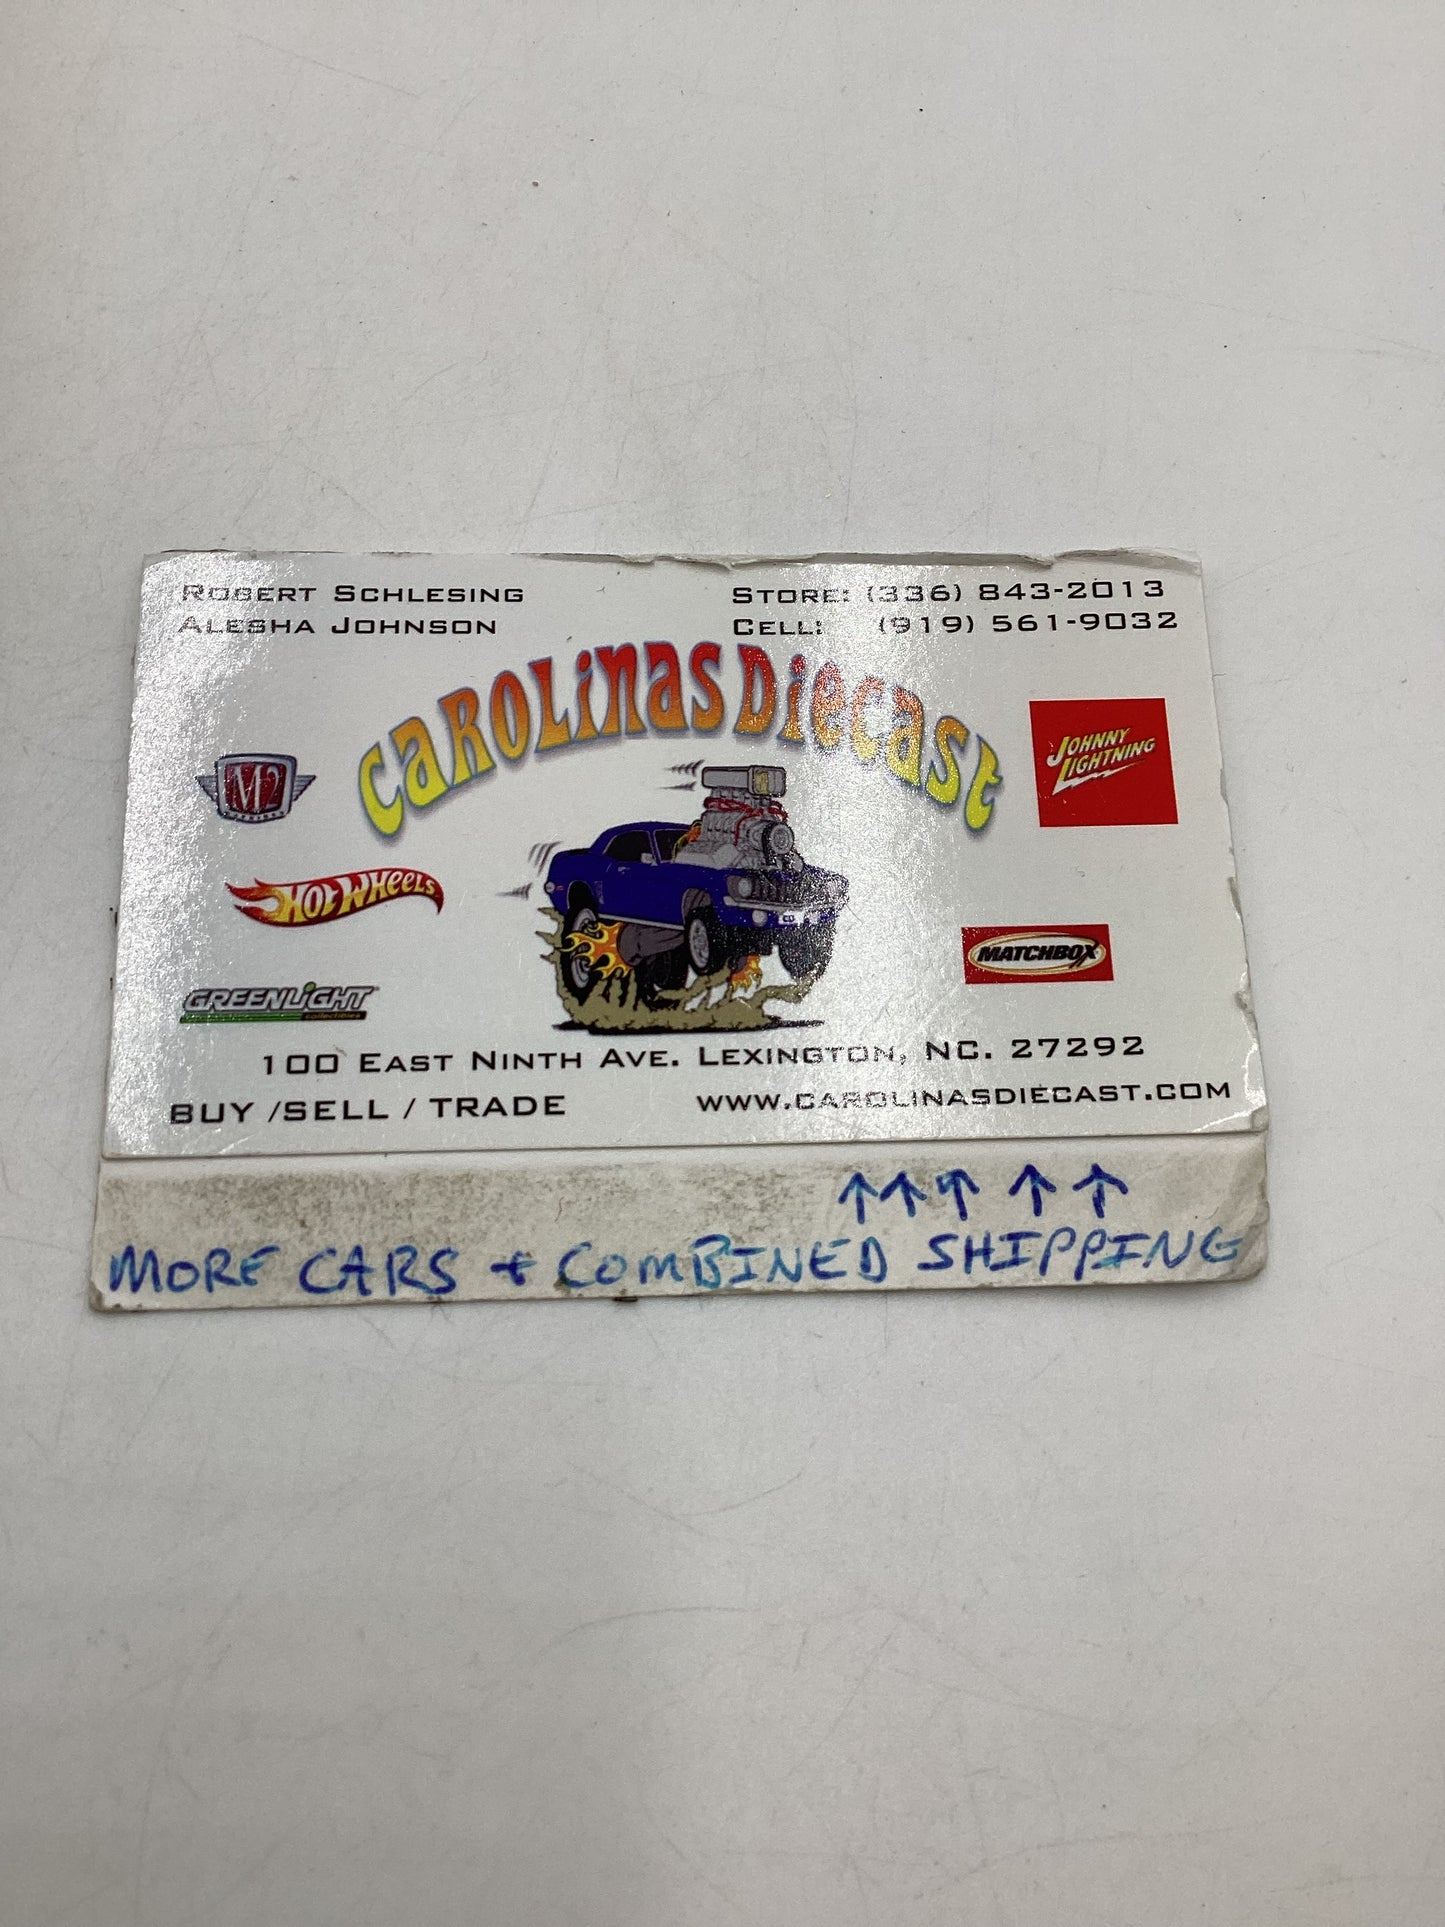 ROBERT SCHLESING
ALESHA JOHNSON
STORE: (336) 843-2013
CELL: (919) 561-9032
CAROLINAS DIECAST
M2
JOHNNY
LIGHTNING
HOT WHEELS
MATCHBOX
GREENLIGHT
collectibles
100 EAST NINTH AVE. LEXINGTON, NC. 27292
BUY /SELL / TRADE
WWW.CAROLINASDIECAST.COM
↑↑↑↑↑
MORE CARS + COMBINED SHIPPING